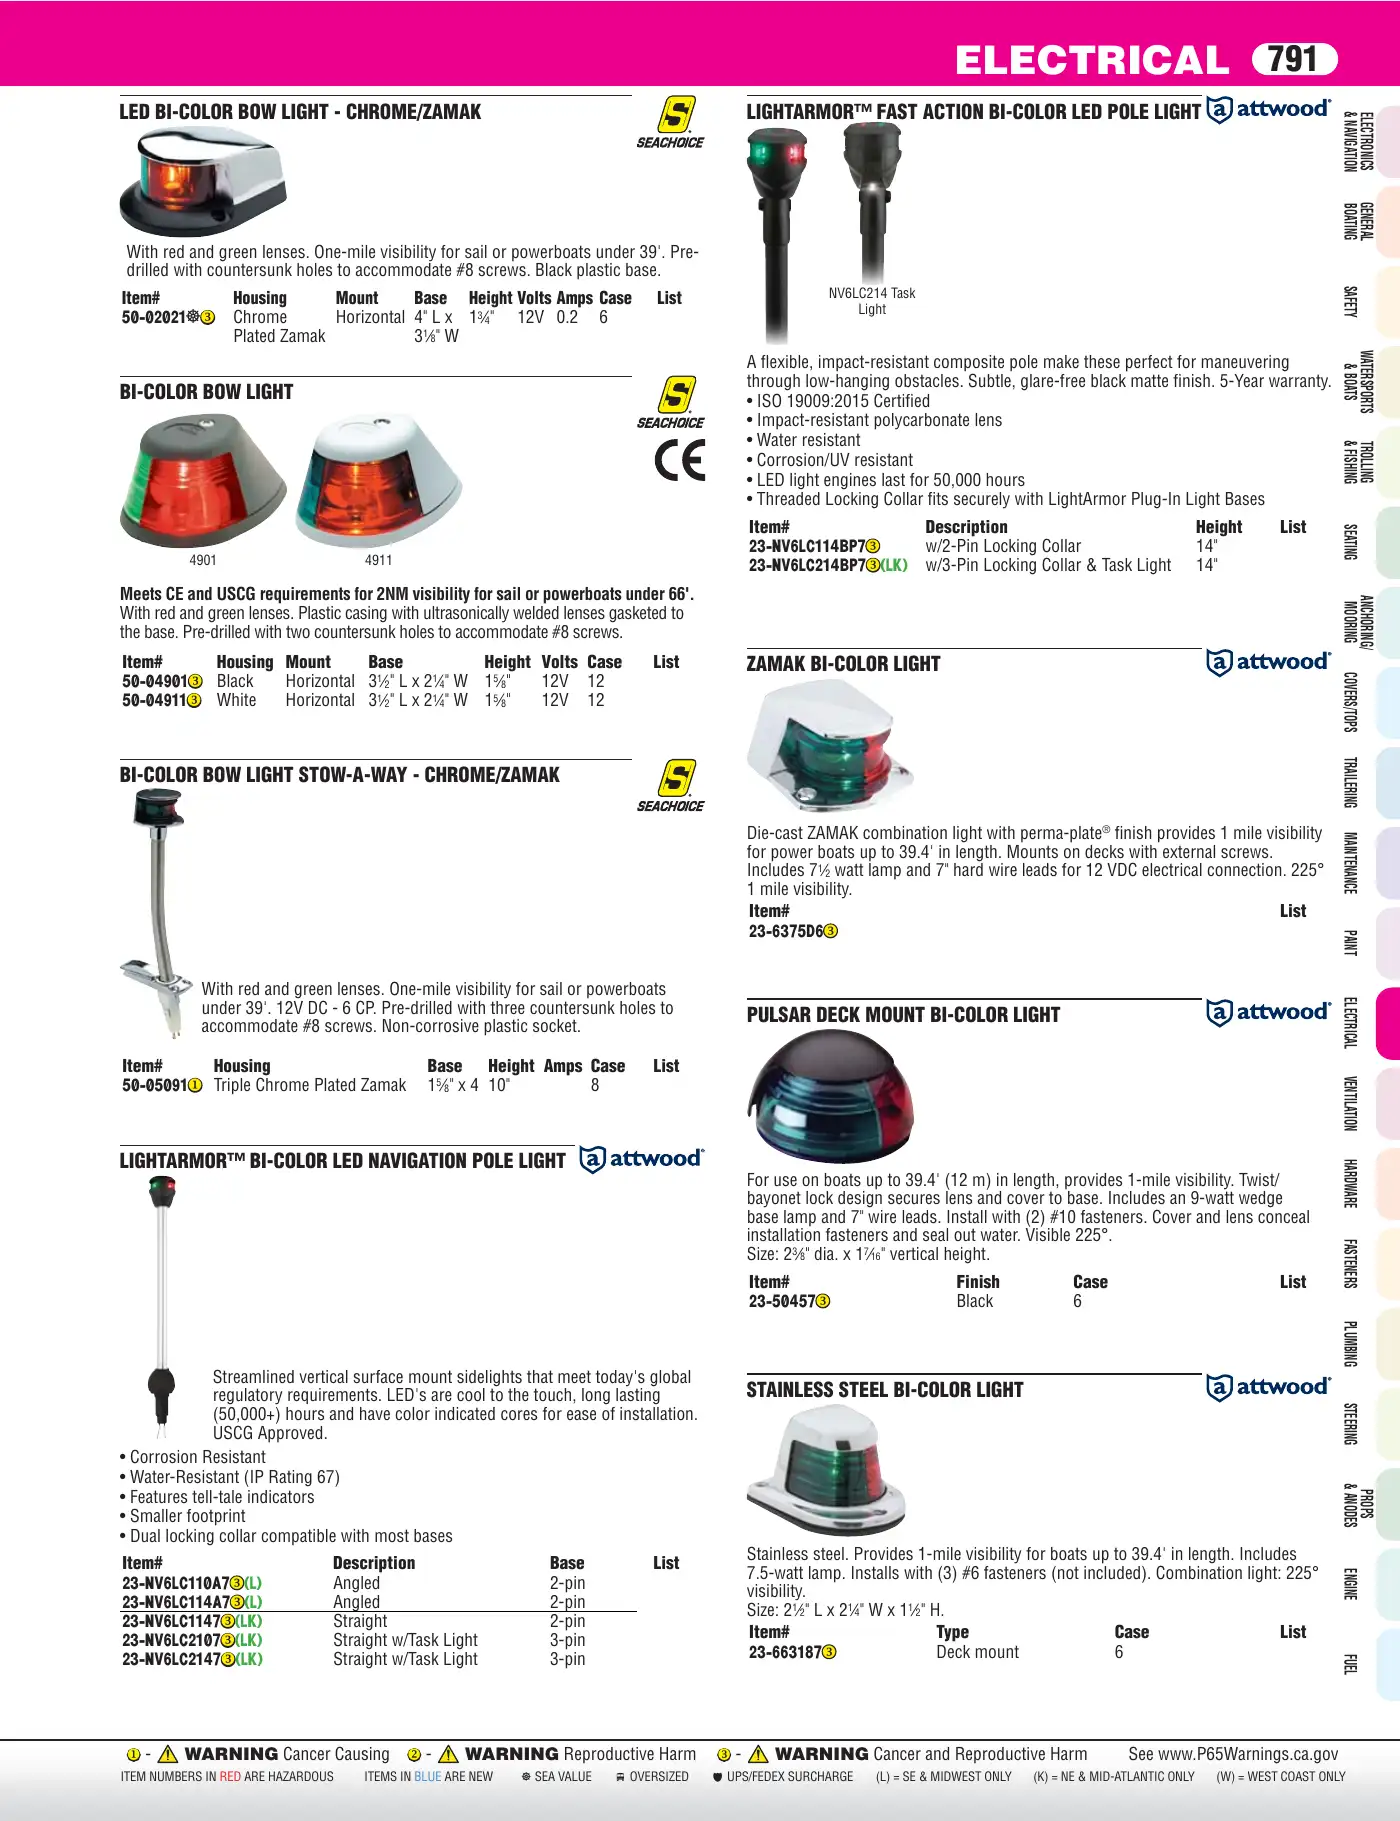 ELECTRICAL 791
LED BI-COLOR BOW LIGHT - CHROME/ZAMAK
S
SEACHOICE
With red and green lenses. One-mile visibility for sail or powerboats under 39'. Pre-
drilled with countersunk holes to accommodate #8 screws. Black plastic base.
Item# Housing Mount Base Height Volts Amps Case List
50-02021 3 Chrome Horizontal 4" L x 1¾" 12V 0.2 6
Plated Zamak 3⅛" W
BI-COLOR BOW LIGHT
S
SEACHOICE
CE
4901 4911
Meets CE and USCG requirements for 2NM visibility for sail or powerboats under 66'.
With red and green lenses. Plastic casing with ultrasonically welded lenses gasketed to
the base. Pre-drilled with two countersunk holes to accommodate #8 screws.
Item# Housing Mount Base Height Volts Case List
50-04901 3 Black Horizontal 3½" L x 2¼" W 1⅝" 12V 12
50-04911 3 White Horizontal 3½" L x 2¼" W 1⅝" 12V 12
BI-COLOR BOW LIGHT STOW-A-WAY - CHROME/ZAMAK
S
SEACHOICE
With red and green lenses. One-mile visibility for sail or powerboats
under 39'. 12V DC - 6 CP. Pre-drilled with three countersunk holes to
accommodate #8 screws. Non-corrosive plastic socket.
Item# Housing Base Height Amps Case List
50-05091 1 Triple Chrome Plated Zamak 1⅝" x 4 10" 8
LIGHTARMOR™ BI-COLOR LED NAVIGATION POLE LIGHT
a attwood
Streamlined vertical surface mount sidelights that meet today's global
regulatory requirements. LED's are cool to the touch, long lasting
(50,000+) hours and have color indicated cores for ease of installation.
USCG Approved.
• Corrosion Resistant
• Water-Resistant (IP Rating 67)
• Features tell-tale indicators
• Smaller footprint
• Dual locking collar compatible with most bases
Item# Description Base List
23-NV6LC110A7 3 (L) Angled 2-pin
23-NV6LC114A7 3 (L) Angled 2-pin
23-NV6LC1147 3 (LK) Straight 2-pin
23-NV6LC2107 3 (LK) Straight w/Task Light 3-pin
23-NV6LC2147 3 (LK) Straight w/Task Light 3-pin
LIGHTARMOR™ FAST ACTION BI-COLOR LED POLE LIGHT
a attwood
NV6LC214 Task
Light
A flexible, impact-resistant composite pole make these perfect for maneuvering
through low-hanging obstacles. Subtle, glare-free black matte finish. 5-Year warranty.
• ISO 19009:2015 Certified
• Impact-resistant polycarbonate lens
• Water resistant
• Corrosion/UV resistant
• LED light engines last for 50,000 hours
• Threaded Locking Collar fits securely with LightArmor Plug-In Light Bases
Item# Description Height List
23-NV6LC114BP7 3 w/2-Pin Locking Collar 14"
23-NV6LC214BP7 3 (LK) w/3-Pin Locking Collar & Task Light 14"
ZAMAK BI-COLOR LIGHT
a attwood
Die-cast ZAMAK combination light with perma-plate® finish provides 1 mile visibility
for power boats up to 39.4' in length. Mounts on decks with external screws.
Includes 7½ watt lamp and 7" hard wire leads for 12 VDC electrical connection. 225°
1 mile visibility.
Item# List
23-6375D6 3
PULSAR DECK MOUNT BI-COLOR LIGHT
a attwood
For use on boats up to 39.4' (12 m) in length, provides 1-mile visibility. Twist/
bayonet lock design secures lens and cover to base. Includes an 9-watt wedge
base lamp and 7" wire leads. Install with (2) #10 fasteners. Cover and lens conceal
installation fasteners and seal out water. Visible 225°.
Size: 2⅜" dia. x 1⁷⁄₁₆" vertical height.
Item# Finish Case List
23-50457 3 Black 6
STAINLESS STEEL BI-COLOR LIGHT
a attwood
Stainless steel. Provides 1-mile visibility for boats up to 39.4' in length. Includes
7.5-watt lamp. Installs with (3) #6 fasteners (not included). Combination light: 225°
visibility.
Size: 2½" L x 2¼" W x 1½" H.
Item# Type Case List
23-663187 3 Deck mount 6
ELECTRONICS
& NAVIGATION
GENERAL
BOATING
SAFETY
WATERSPORTS
& BOATS
TROLLING
& FISHING
SEATING
ANCHORING/
MOORING
COVERS/TOPS
TRAILERING
MAINTENANCE
PAINT
ELECTRICAL
VENTILATION
HARDWARE
FASTENERS
PLUMBING
STEERING
PROPS
& ANODES
ENGINE
FUEL
1 - WARNING Cancer Causing 2 - WARNING Reproductive Harm 3 - WARNING Cancer and Reproductive Harm See www.P65Warnings.ca.gov
ITEM NUMBERS IN RED ARE HAZARDOUS ITEMS IN BLUE ARE NEW SEA VALUE OVERSIZED UPS/FEDEX SURCHARGE (L) = SE & MIDWEST ONLY (K) = NE & MID-ATLANTIC ONLY (W) = WEST COAST ONLY